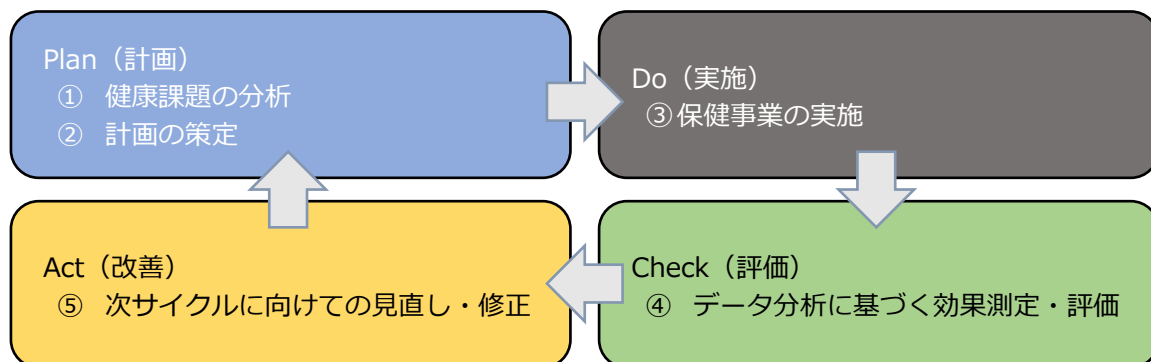 Plan（計画）
① 健康課題の分析
② 計画の策定
Do（実施）
③保健事業の実施
Act（改善）
⑤ 次サイクルに向けての見直し・修正
Check（評価）
④ データ分析に基づく効果測定・評価